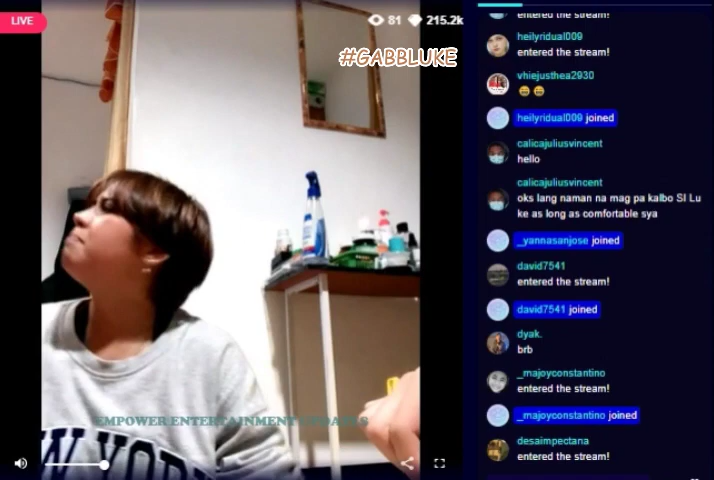 LIVE
81 215.2k
#GABBLUKE
EMPOWER ENTERTAINMENT
NEW YORK
entered the stream!
heilyridual009
entered the stream!
vhiejusthea2930
😄😄
heilyridual009 joined
calicajuliusvincent
hello
calicajuliusvincent
oks lang naman na mag pa kalbo SI Lu
ke as long as comfortable sya
_yannasanjose joined
david7541
entered the stream!
david7541 joined
dyak.
brb
_majoyconstantino
entered the stream!
_majoyconstantino joined
desaimpectana
entered the stream!